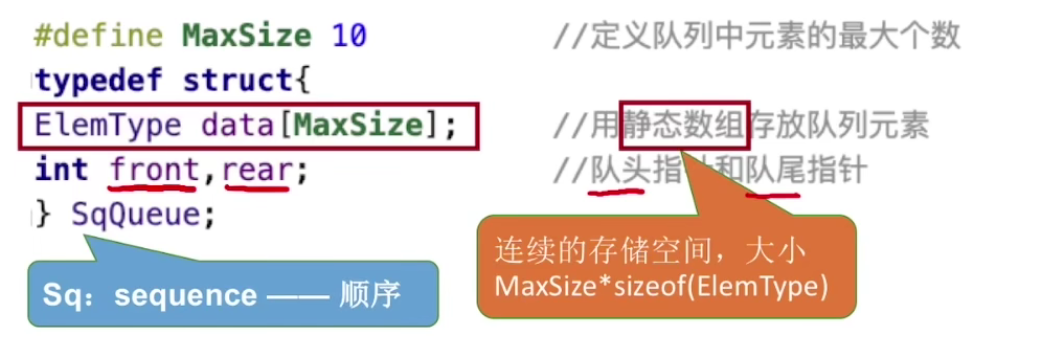 #define MaxSize 10 //定义队列中元素的最大个数
typedef struct{
ElemType data[MaxSize]; //用静态数组存放队列元素
int front,rear; //队头指针和队尾指针
} SqQueue;
连续的存储空间，大小
MaxSize*sizeof(ElemType)
Sq：sequence —— 顺序